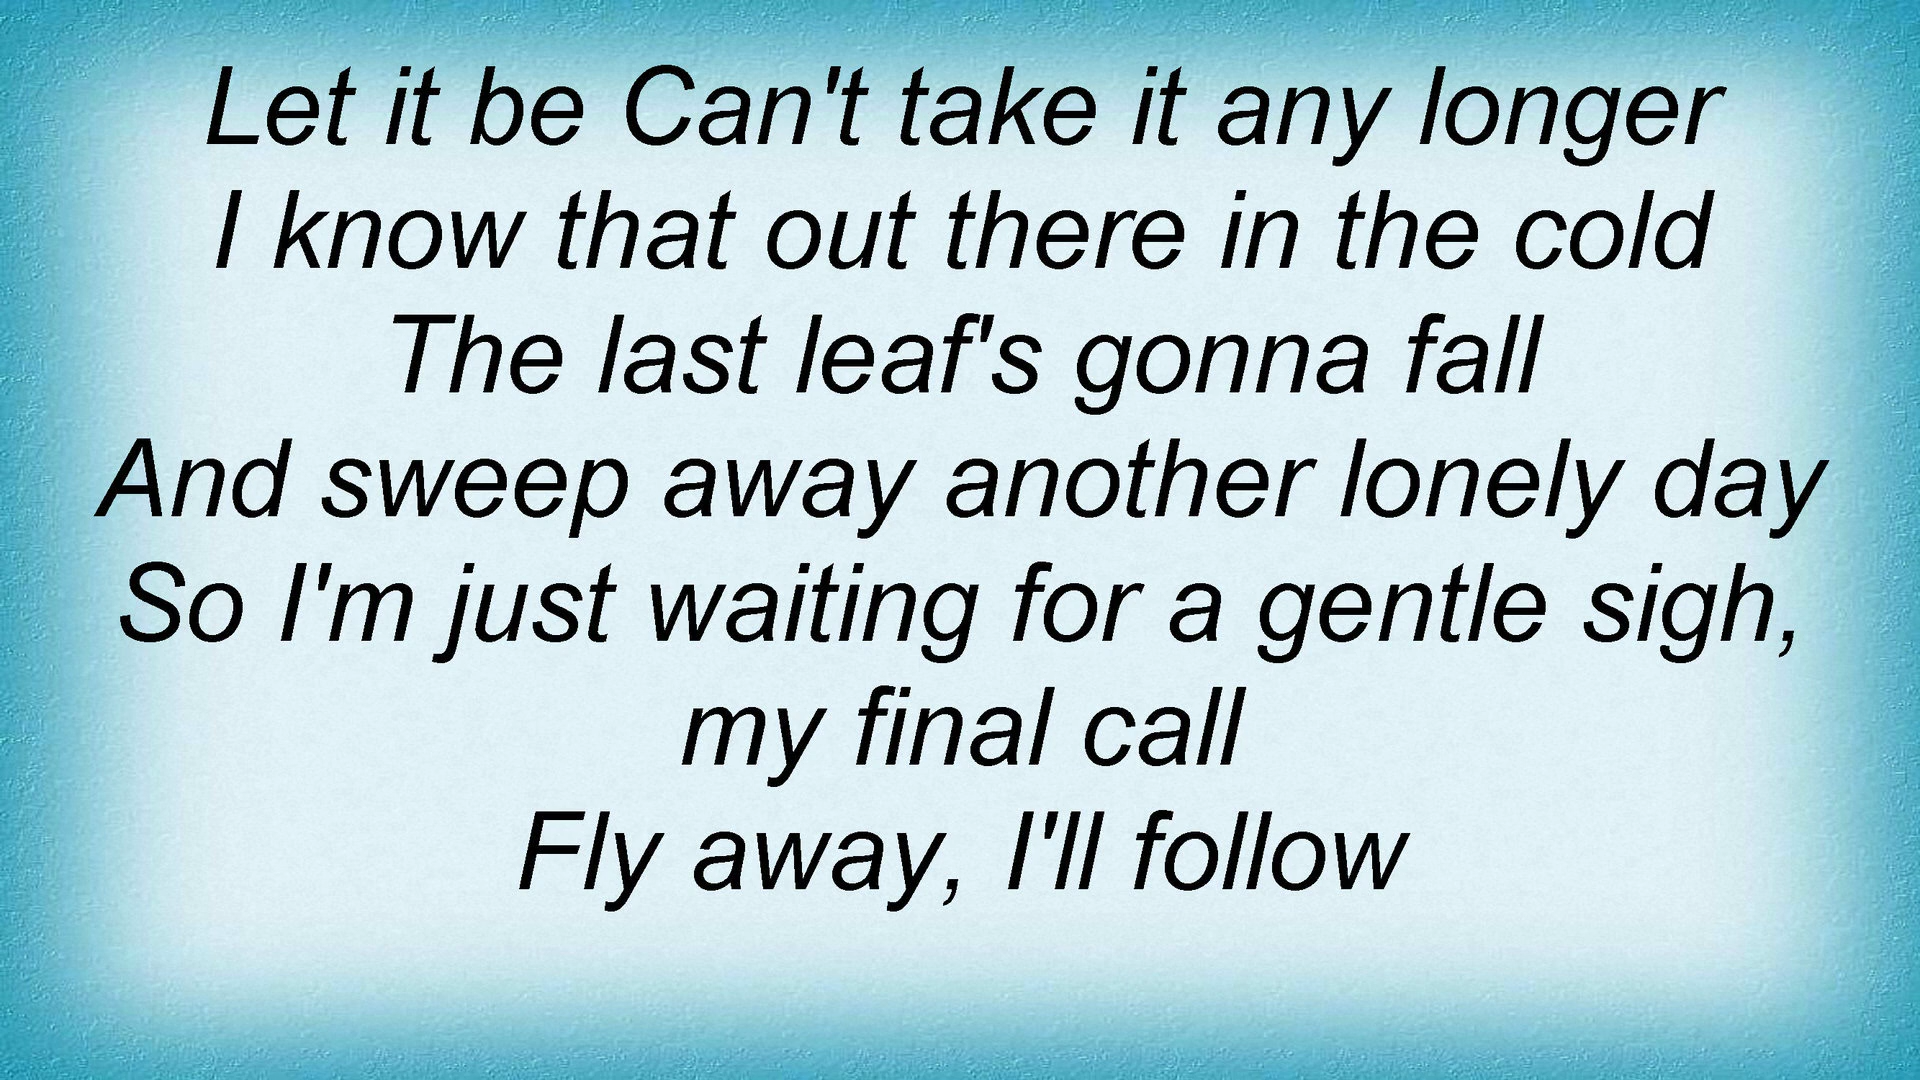 Let it be Can't take it any longer
I know that out there in the cold
The last leaf's gonna fall
And sweep away another lonely day
So I'm just waiting for a gentle sigh,
my final call
Fly away, I'll follow